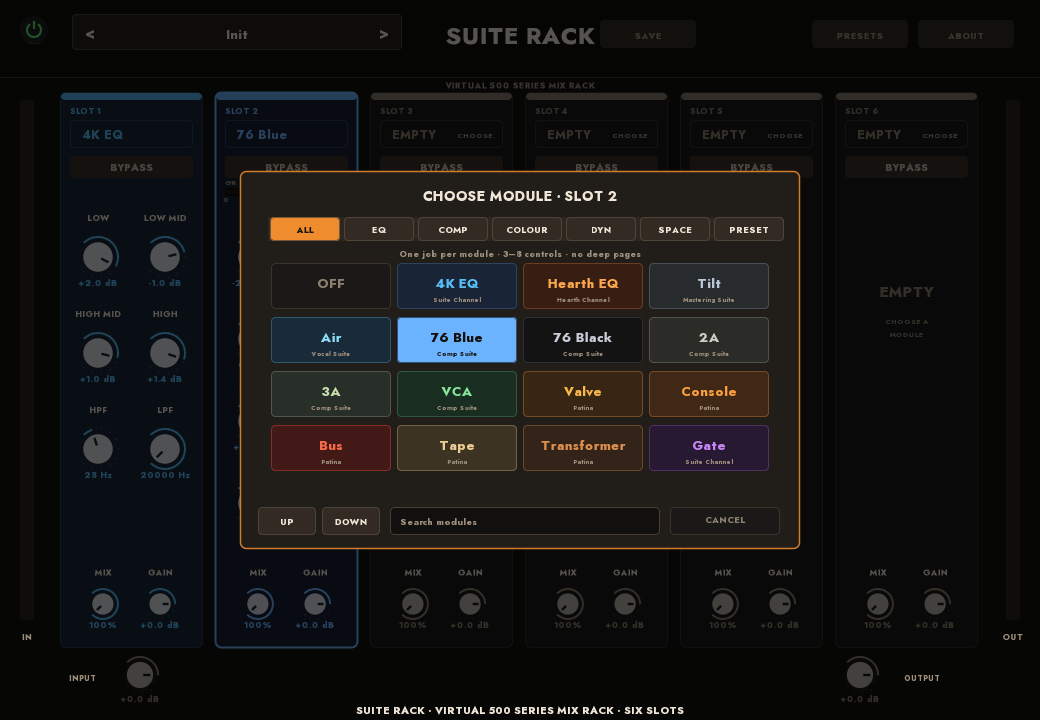 < Init >
SUITE RACK
SAVE
PRESETS
ABOUT
VIRTUAL 500 SERIES MIX RACK
SLOT 1
SLOT 2
SLOT 3
SLOT 4
SLOT 5
SLOT 6
4K EQ
76 Blue
EMPTY CHOOSE
EMPTY CHOOSE
EMPTY CHOOSE
EMPTY CHOOSE
BYPASS
BYPASS
BYPASS
BYPASS
BYPASS
BYPASS
GR
0
LOW
LOW MID
+2.0 dB
-1.0 dB
HIGH MID
HIGH
+1.0 dB
+1.4 dB
HPF
LPF
28 Hz
20000 Hz
CHOOSE MODULE · SLOT 2
ALL
EQ
COMP
COLOUR
DYN
SPACE
PRESET
One job per module · 3–8 controls · no deep pages
OFF
4K EQ
Suite Channel
Hearth EQ
Hearth Channel
Tilt
Mastering Suite
Air
Vocal Suite
76 Blue
Comp Suite
76 Black
Comp Suite
2A
Comp Suite
3A
Comp Suite
VCA
Comp Suite
Valve
Patina
Console
Patina
Bus
Patina
Tape
Patina
Transformer
Patina
Gate
Suite Channel
UP
DOWN
Search modules
CANCEL
EMPTY
CHOOSE A
MODULE
MIX
GAIN
MIX
GAIN
MIX
GAIN
MIX
GAIN
MIX
GAIN
MIX
GAIN
100%
+0.0 dB
100%
+0.0 dB
100%
+0.0 dB
100%
+0.0 dB
100%
+0.0 dB
100%
+0.0 dB
IN
OUT
INPUT
+0.0 dB
+0.0 dB
OUTPUT
SUITE RACK · VIRTUAL 500 SERIES MIX RACK · SIX SLOTS